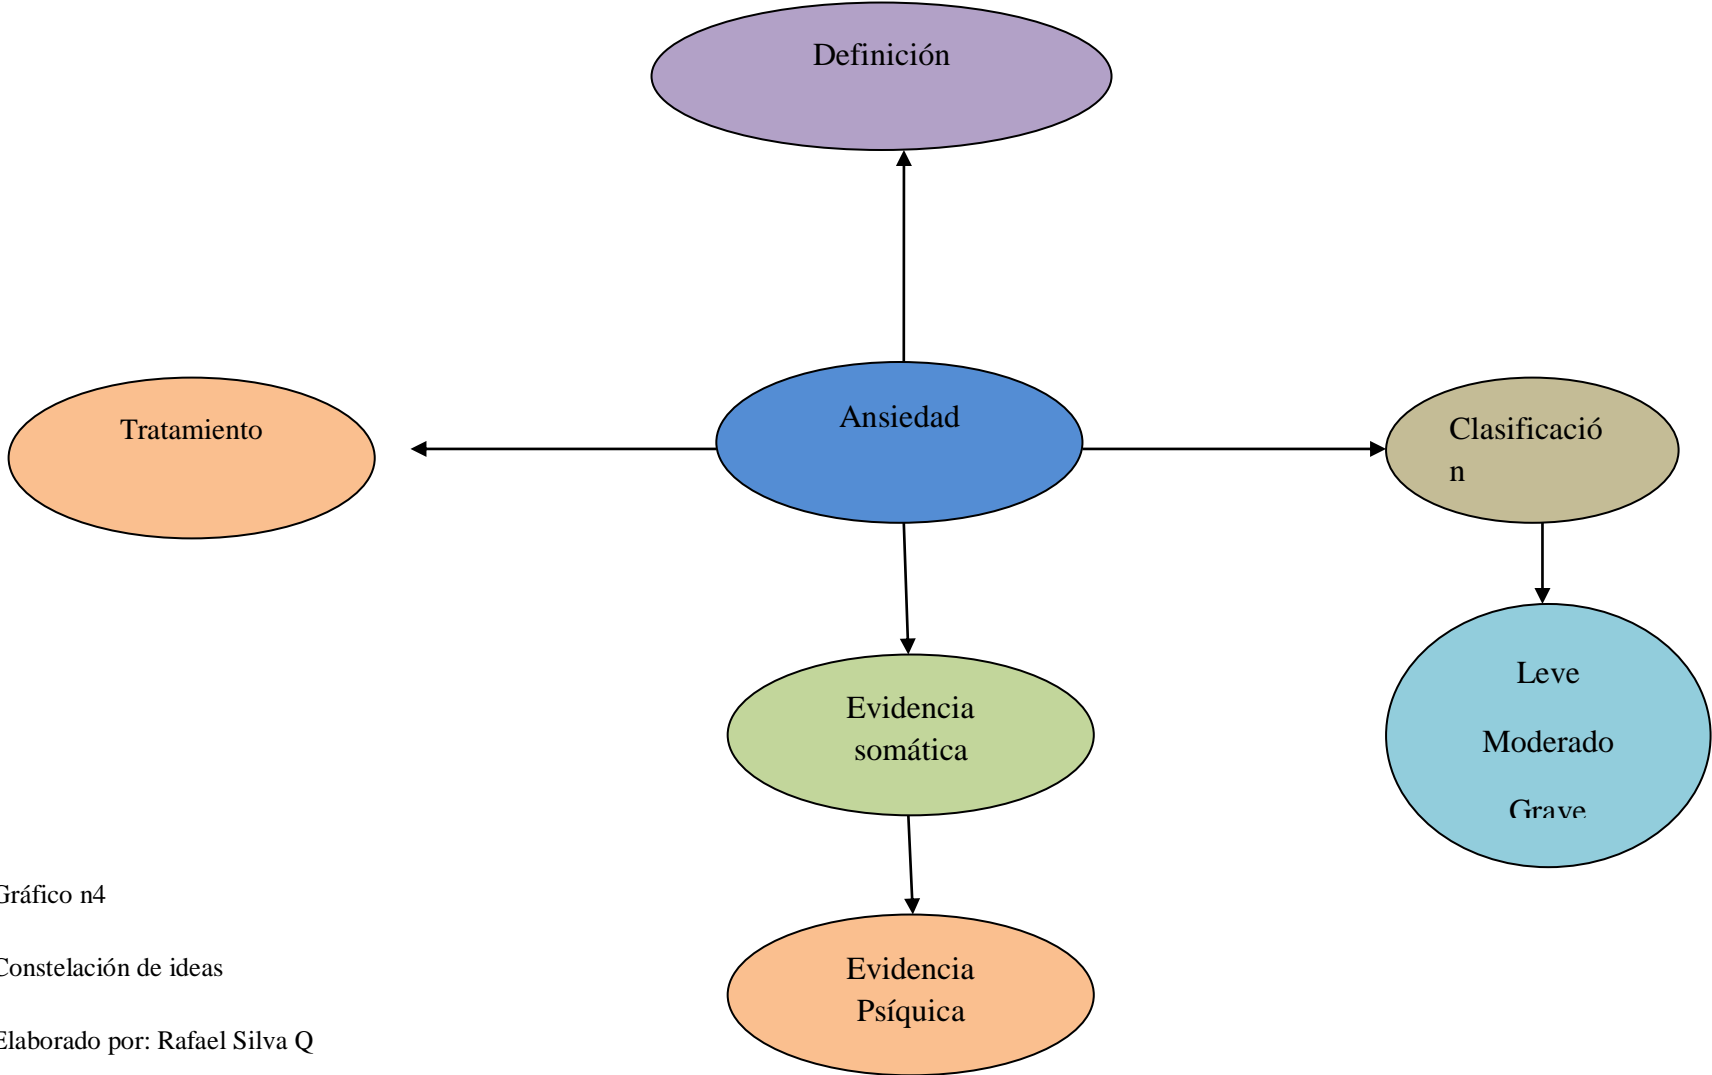 Definición
Ansiedad
Tratamiento
Clasificació
n
Leve
Moderado
Grave
Evidencia
somática
Evidencia
Psíquica
Gráfico n4
Constelación de ideas
Elaborado por: Rafael Silva Q